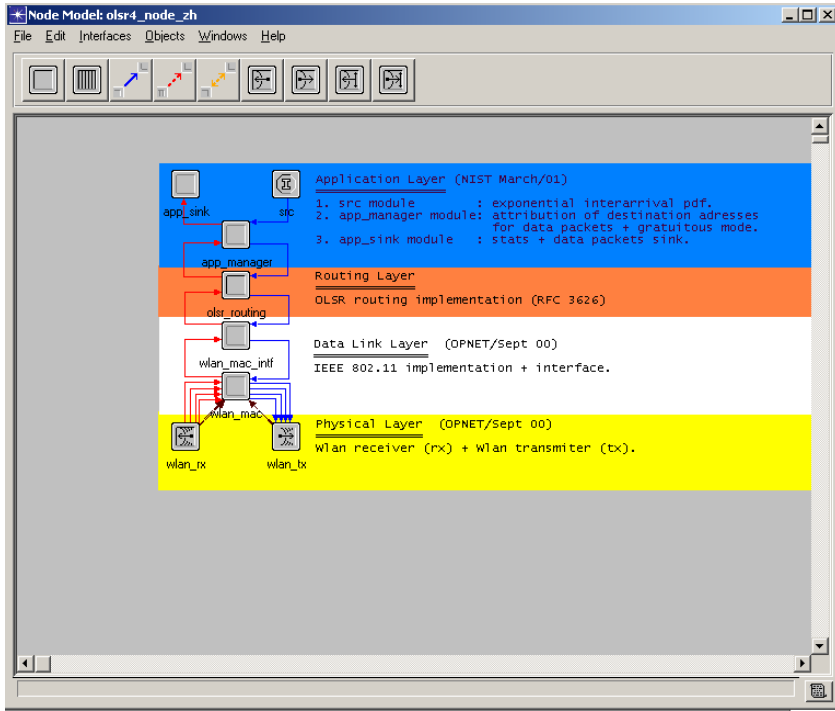 Node Model: olsr4_node_zh
File Edit Interfaces Objects Windows Help
Application Layer (NIST March/01)
1. src module : exponential interarrival pdf.
2. app_manager module: attribution of destination adresses
for data packets + gratuitous mode.
3. app_sink module : stats + data packets sink.
app_sink
src
app_manager
Routing Layer
OLSR routing implementation (RFC 3626)
olsr_routing
Data Link Layer (OPNET/Sept 00)
IEEE 802.11 implementation + interface.
wlan_mac_intf
wlan_mac
Physical Layer (OPNET/Sept 00)
Wlan receiver (rx) + Wlan transmiter (tx).
wlan_rx
wlan_tx